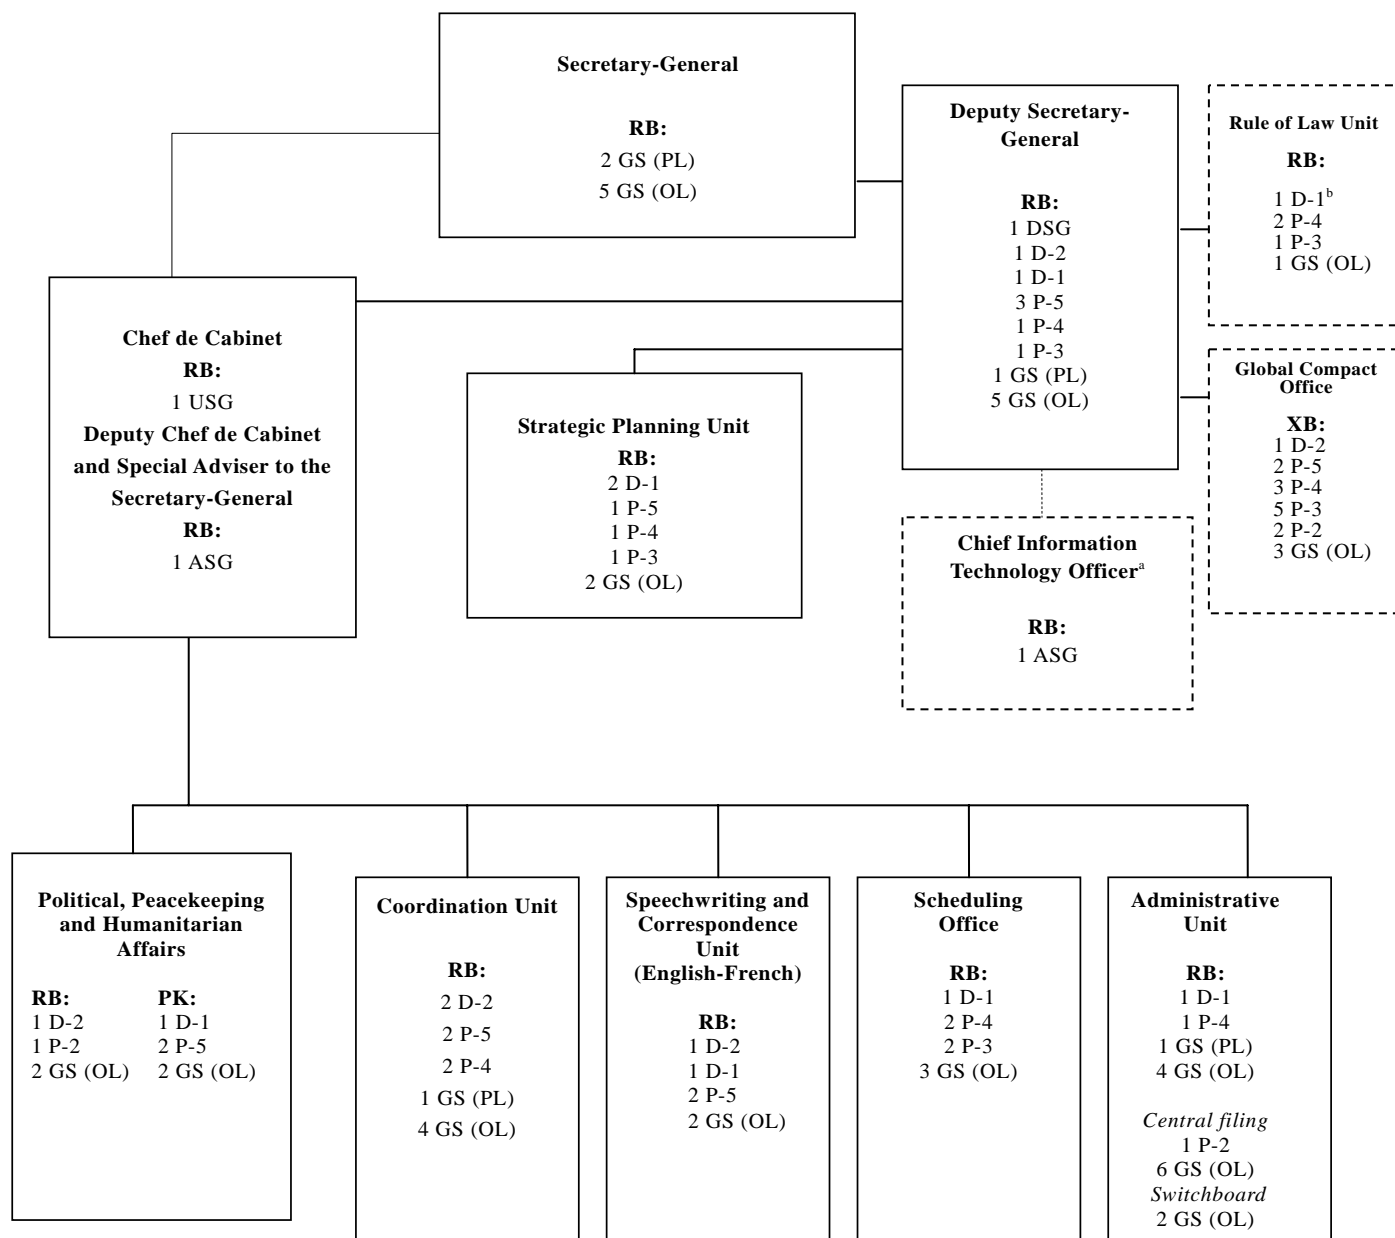 Secretary-General
RB:
2 GS (PL)
5 GS (OL)
Deputy Secretary-
General
RB:
1 DSG
1 D-2
1 D-1
3 P-5
1 P-4
1 P-3
1 GS (PL)
5 GS (OL)
Rule of Law Unit
RB:
1 D-1b
2 P-4
1 P-3
1 GS (OL)
Chef de Cabinet
RB:
1 USG
Deputy Chef de Cabinet
and Special Adviser to the
Secretary-General
RB:
1 ASG
Strategic Planning Unit
RB:
2 D-1
1 P-5
1 P-4
1 P-3
2 GS (OL)
Global Compact
Office
XB:
1 D-2
2 P-5
3 P-4
5 P-3
2 P-2
3 GS (OL)
Chief Information
Technology Officera
RB:
1 ASG
Political, Peacekeeping
and Humanitarian
Affairs
RB:
1 D-2
1 P-2
2 GS (OL)
PK:
1 D-1
2 P-5
2 GS (OL)
Coordination Unit
RB:
2 D-2
2 P-5
2 P-4
1 GS (PL)
4 GS (OL)
Speechwriting and
Correspondence
Unit
(English-French)
RB:
1 D-2
1 D-1
2 P-5
2 GS (OL)
Scheduling
Office
RB:
1 D-1
2 P-4
2 P-3
3 GS (OL)
Administrative
Unit
RB:
1 D-1
1 P-4
1 GS (PL)
4 GS (OL)
Central filing
1 P-2
6 GS (OL)
Switchboard
2 GS (OL)